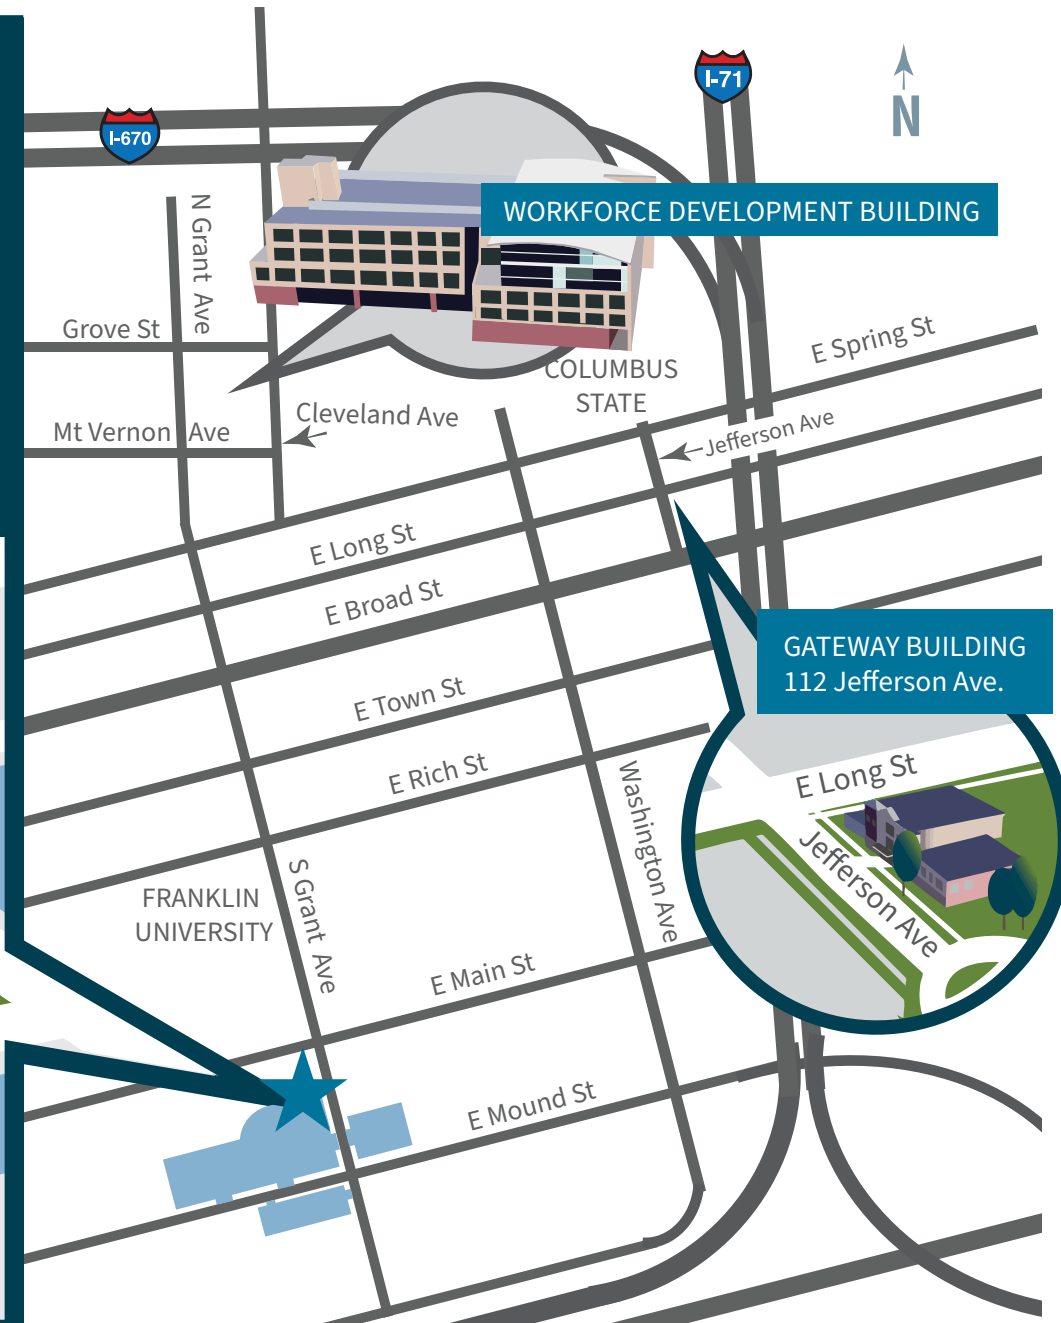 I-71
N
I-670
WORKFORCE DEVELOPMENT BUILDING
N Grant Ave
Grove St
E Spring St
COLUMBUS
STATE
Cleveland Ave
Jefferson Ave
Mt Vernon Ave
E Long St
E Broad St
GATEWAY BUILDING
112 Jefferson Ave.
E Town St
E Rich St
E Long St
Washington Ave
Jefferson Ave
FRANKLIN
UNIVERSITY
S Grant Ave
E Main St
E Mound St